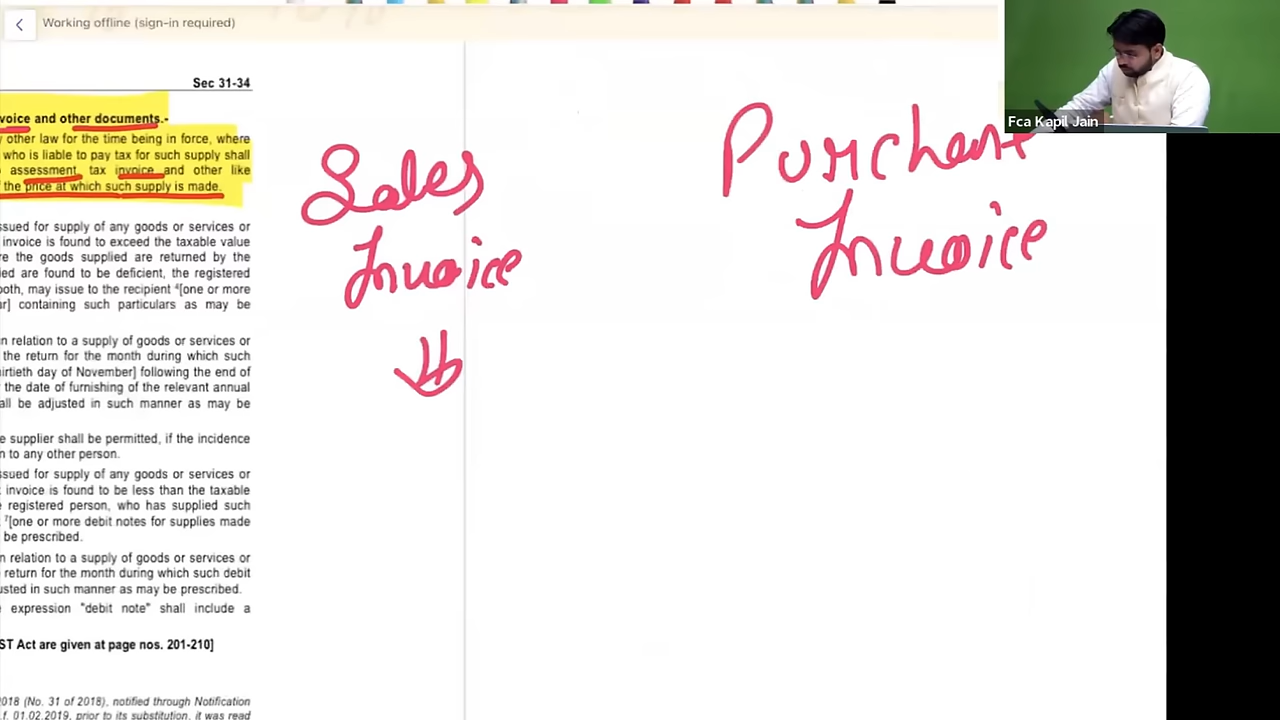 Working offline (sign-in required)
Sec 31-34
voice and other documents.-
other law for the time being in force, where
who is liable to pay tax for such supply shall
assessment, tax invoice and other like
the price at which such supply is made.
ssued for supply of any goods or services or
invoice is found to exceed the taxable value
re the goods supplied are returned by the
ied are found to be deficient, the registered
oth, may issue to the recipient 4[one or more
r] containing such particulars as may be
n relation to a supply of goods or services or
the return for the month during which such
irtieth day of November] following the end of
the date of furnishing of the relevant annual
all be adjusted in such manner as may be
e supplier shall be permitted, if the incidence
n to any other person.
ssued for supply of any goods or services or
invoice is found to be less than the taxable
registered person, who has supplied such
7[one or more debit notes for supplies made
be prescribed.
n relation to a supply of goods or services or
return for the month during which such debit
usted in such manner as may be prescribed.
expression "debit note" shall include a
ST Act are given at page nos. 201-210]
2018 (No. 31 of 2018), notified through Notification
.f. 01.02.2019, prior to its substitution, it was read
Sales
Invoice
Purchase
Invoice
Fca Kapil Jain